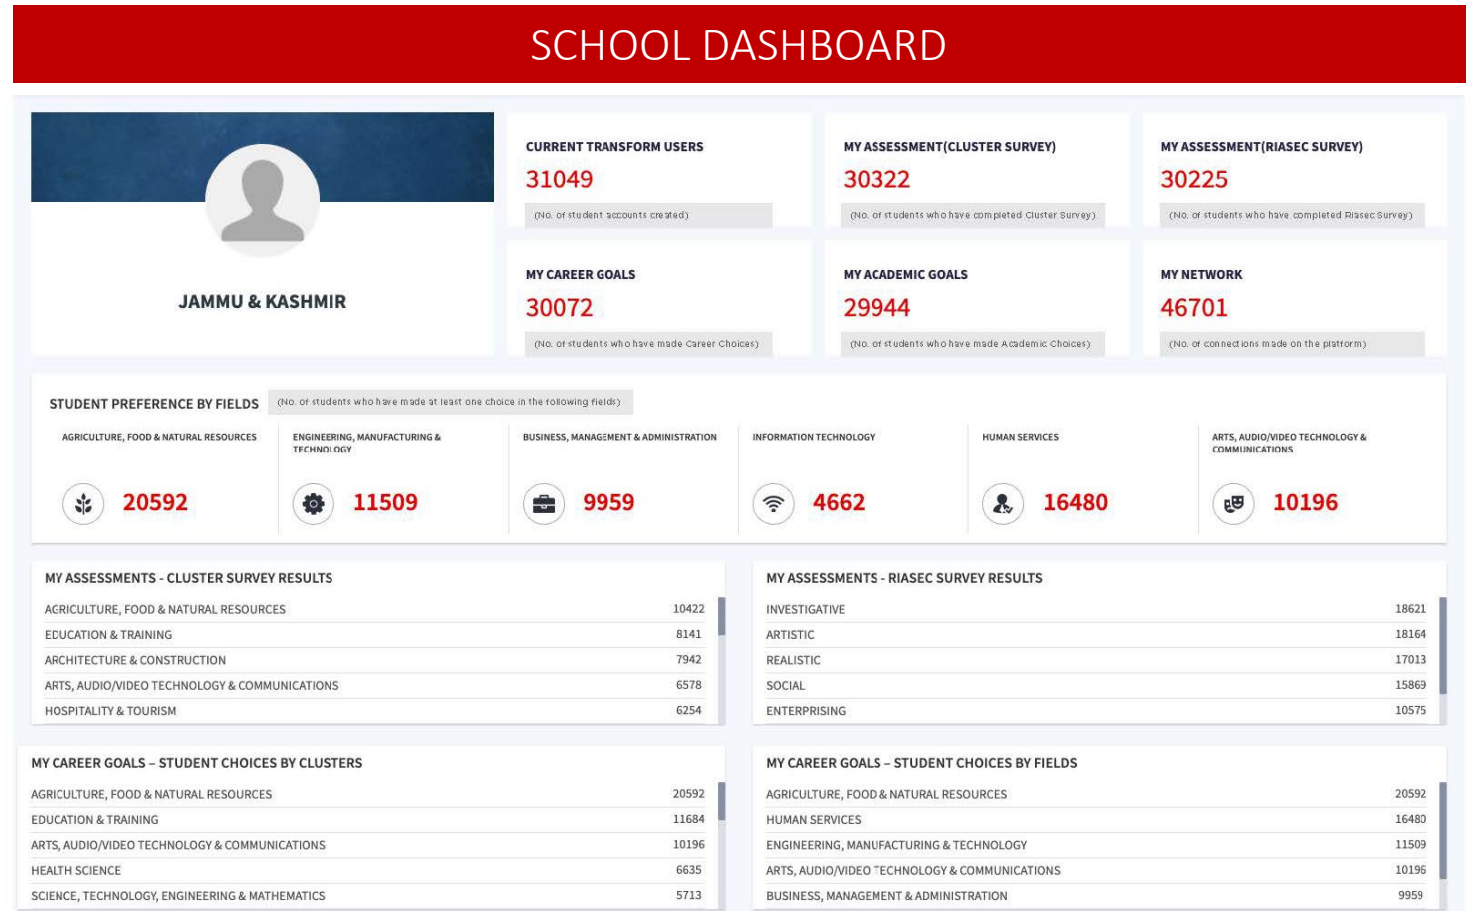 SCHOOL DASHBOARD
JAMMU & KASHMIR
CURRENT TRANSFORM USERS
31049
(No. of student accounts created)
MY ASSESSMENT(CLUSTER SURVEY)
30322
(No. of students who have completed Cluster Survey)
MY ASSESSMENT(RIASEC SURVEY)
30225
(No. of students who have completed Riasec Survey)
MY CAREER GOALS
30072
(No. of students who have made Career Choices)
MY ACADEMIC GOALS
29944
(No. of students who have made Academic Choices)
MY NETWORK
46701
(No. of connections made on the platform)
STUDENT PREFERENCE BY FIELDS (No. of students who have made at least one choice in the following fields)
AGRICULTURE, FOOD & NATURAL RESOURCES
20592
ENGINEERING, MANUFACTURING &
TECHNOLOGY
11509
BUSINESS, MANAGEMENT & ADMINISTRATION
9959
INFORMATION TECHNOLOGY
4662
HUMAN SERVICES
16480
ARTS, AUDIO/VIDEO TECHNOLOGY &
COMMUNICATIONS
10196
MY ASSESSMENTS - CLUSTER SURVEY RESULTS
AGRICULTURE, FOOD & NATURAL RESOURCES 10422
EDUCATION & TRAINING 8141
ARCHITECTURE & CONSTRUCTION 7942
ARTS, AUDIO/VIDEO TECHNOLOGY & COMMUNICATIONS 6578
HOSPITALITY & TOURISM 6254
MY ASSESSMENTS - RIASEC SURVEY RESULTS
INVESTIGATIVE 18621
ARTISTIC 18164
REALISTIC 17013
SOCIAL 15869
ENTERPRISING 10575
MY CAREER GOALS – STUDENT CHOICES BY CLUSTERS
AGRICULTURE, FOOD & NATURAL RESOURCES 20592
EDUCATION & TRAINING 11684
ARTS, AUDIO/VIDEO TECHNOLOGY & COMMUNICATIONS 10196
HEALTH SCIENCE 6635
SCIENCE, TECHNOLOGY, ENGINEERING & MATHEMATICS 5713
MY CAREER GOALS – STUDENT CHOICES BY FIELDS
AGRICULTURE, FOOD & NATURAL RESOURCES 20592
HUMAN SERVICES 16480
ENGINEERING, MANUFACTURING & TECHNOLOGY 11509
ARTS, AUDIO/VIDEO TECHNOLOGY & COMMUNICATIONS 10196
BUSINESS, MANAGEMENT & ADMINISTRATION 9959